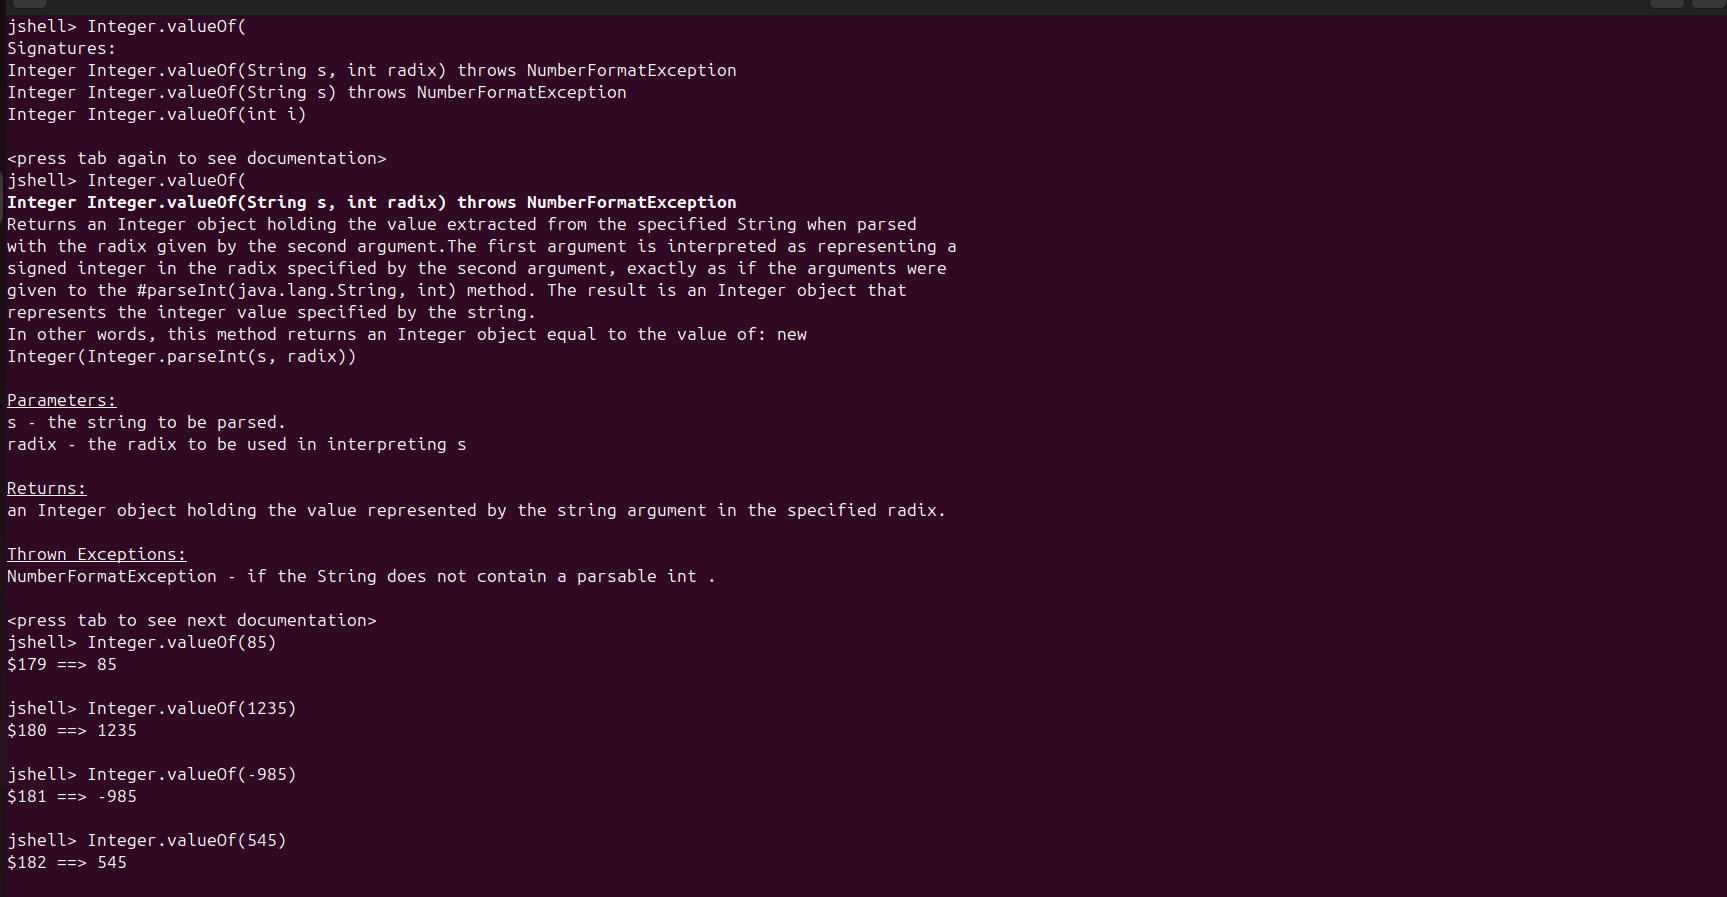 jshell> Integer.valueOf(
Signatures:
Integer Integer.valueOf(String s, int radix) throws NumberFormatException
Integer Integer.valueOf(String s) throws NumberFormatException
Integer Integer.valueOf(int i)

<press tab again to see documentation>
jshell> Integer.valueOf(
Integer Integer.valueOf(String s, int radix) throws NumberFormatException
Returns an Integer object holding the value extracted from the specified String when parsed
with the radix given by the second argument.The first argument is interpreted as representing a
signed integer in the radix specified by the second argument, exactly as if the arguments were
given to the #parseInt(java.lang.String, int) method. The result is an Integer object that
represents the integer value specified by the string.
In other words, this method returns an Integer object equal to the value of: new
Integer(Integer.parseInt(s, radix))

Parameters:
s - the string to be parsed.
radix - the radix to be used in interpreting s

Returns:
an Integer object holding the value represented by the string argument in the specified radix.

Thrown Exceptions:
NumberFormatException - if the String does not contain a parsable int .

<press tab to see next documentation>
jshell> Integer.valueOf(85)
$179 ==> 85

jshell> Integer.valueOf(1235)
$180 ==> 1235

jshell> Integer.valueOf(-985)
$181 ==> -985

jshell> Integer.valueOf(545)
$182 ==> 545